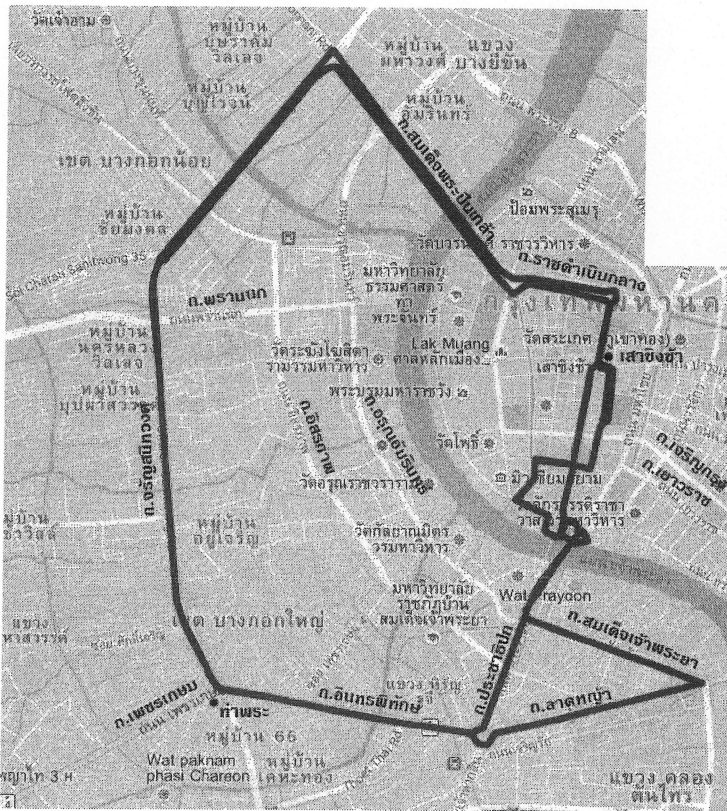 วัดเจ้าอาม
หมู่บ้าน
บุษราคัม
วิลเลจ
หมู่บ้าน
มหาวงศ์
แขวง
บางยี่ขัน
หมู่บ้าน
บุญโรจน์
หมู่บ้าน
อัมรินทร์
เขต บางกอกน้อย
ถ.สมเด็จพระปิ่นเกล้า
ป้อมพระสุเมรุ
หมู่บ้าน
ชัยมงคล
ราชวรวิหาร
ถ.ราชดำเนินกลาง
Soi Charan Sanitwong 35
มหาวิทยาลัย
ธรรมศาสตร์
ท่า
พระจันทร์
ถ.พรานนก
ถนนพรานนก
หมู่บ้าน
นครหลวง
วิลเลจ
วัดระฆังโฆสิตา
รามวรมหาวิหาร
Lak Muang
ศาลหลักเมือง
วัดสระเกศ (ภูเขาทอง)
เสาชิงช้า
เสาชิงช้า
หมู่บ้าน
บุปผาสวรรค์
พระบรมมหาราชวัง
ถ.จรัญสนิทวงศ์
ถ.อิสรภาพ
ถ.อรุณอัมรินทร์
วัดโพธิ์
ถ.เจริญกรุง
ถ.เยาวราช
วัดอรุณราชวราราม
มิวเซียมสยาม
หมู่บ้าน
อยู่เจริญ
วัดกัลยาณมิตร
วรมหาวิหาร
มหาวิทยาลัย
ราชภัฏบ้าน
สมเด็จเจ้าพระยา
แขวง
เขต บางกอกใหญ่
ถ.สมเด็จเจ้าพระยา
ถ.ประชาธิปก
ถ.ลาดหญ้า
แขวง หิรัญ
ถ.อินทรพิทักษ์
ถ.เพชรเกษม
ท่าพระ
หมู่บ้าน 66
Wat paknam
phasi Chareon
หมู่บ้าน
เคหะทอง
Thoet Thai Rd
แขวง คลอง
ต้นไทร